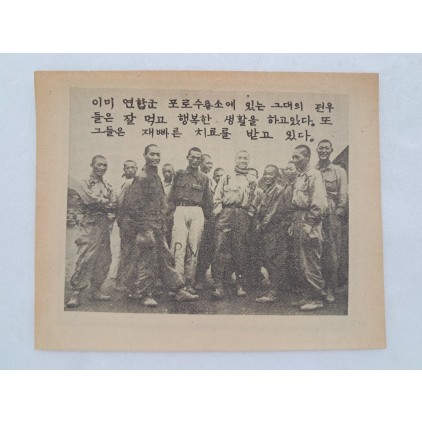 이미 연합군 포로수용소에 있는 그대의 전우
들은 잘 먹고 행복한 생활을 하고있다. 또
그들은 재빠른 치료를 받고 있다.
P W